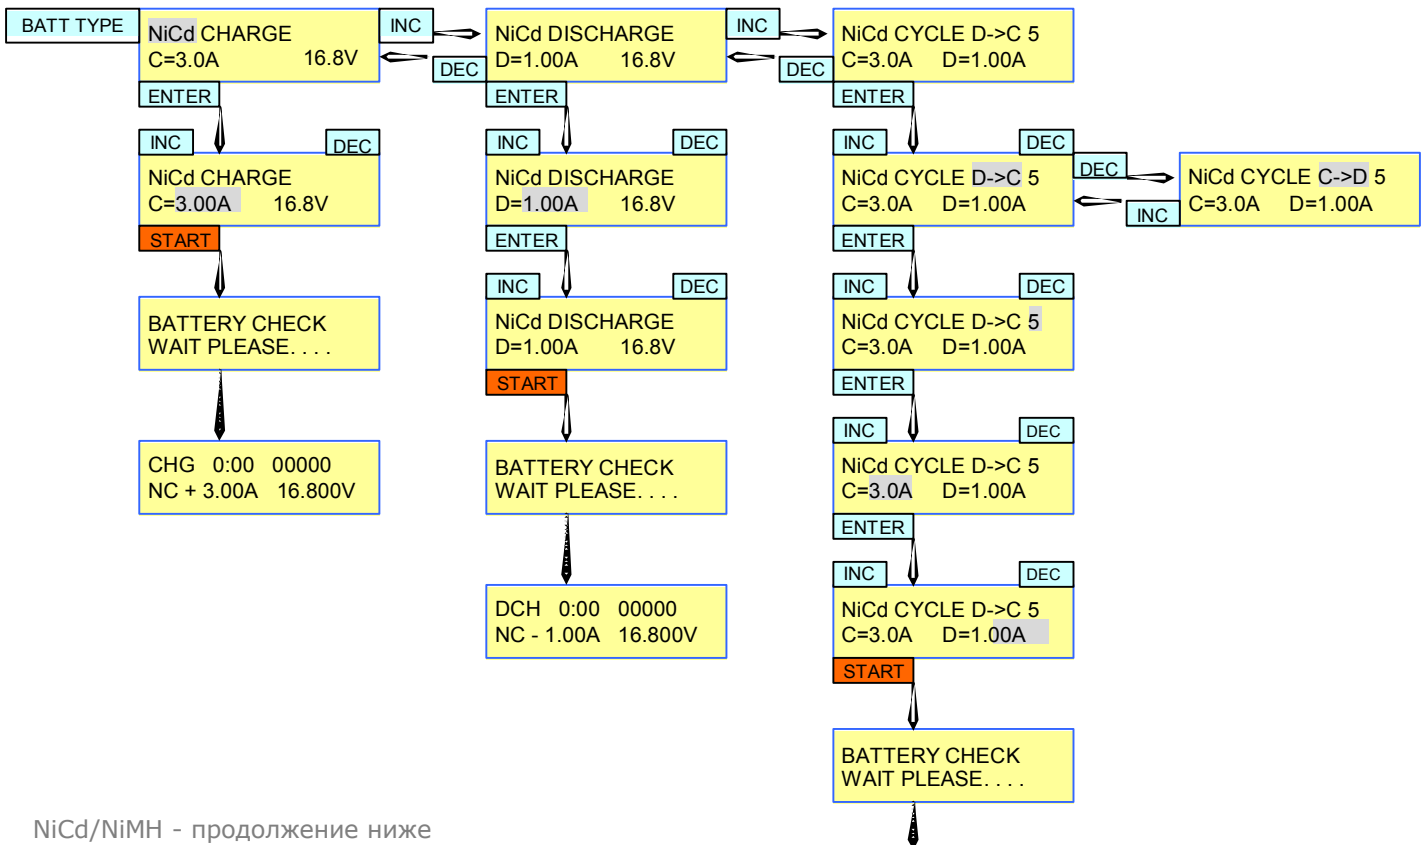 BATT TYPE
NiCd CHARGE
C=3.0A 16.8V
INC
DEC
NiCd DISCHARGE
D=1.00A 16.8V
INC
DEC
NiCd CYCLE D->C 5
C=3.0A D=1.00A
ENTER
ENTER
ENTER
INC
DEC
NiCd CHARGE
C=3.00A 16.8V
START
INC
DEC
NiCd DISCHARGE
D=1.00A 16.8V
ENTER
INC
DEC
NiCd CYCLE D->C 5
C=3.0A D=1.00A
ENTER
DEC
INC
NiCd CYCLE C->D 5
C=3.0A D=1.00A
BATTERY CHECK
WAIT PLEASE. . . .
INC
DEC
NiCd DISCHARGE
D=1.00A 16.8V
START
INC
DEC
NiCd CYCLE D->C 5
C=3.0A D=1.00A
ENTER
CHG 0:00 00000
NC + 3.00A 16.800V
BATTERY CHECK
WAIT PLEASE. . . .
INC
DEC
NiCd CYCLE D->C 5
C=3.0A D=1.00A
ENTER
DCH 0:00 00000
NC - 1.00A 16.800V
INC
DEC
NiCd CYCLE D->C 5
C=3.0A D=1.00A
START
BATTERY CHECK
WAIT PLEASE. . . .
NiCd/NiMH - продолжение ниже